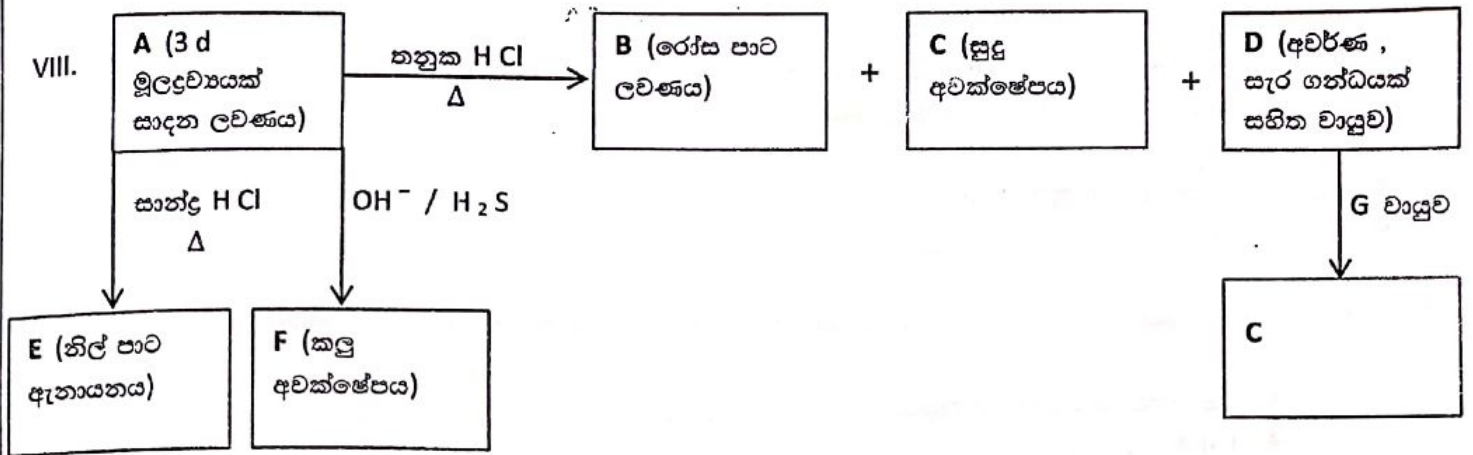 VIII.
A (3 d
මූලද්‍රව්‍යයක්
සාදන ලවණය)
තනුක H Cl
Δ
B (රෝස පාට
ලවණය)
+
C (සුදු
අවක්ෂේපය)
+
D (අවර්ණ ,
සැර ගන්ධයක්
සහිත වායුව)
සාන්ද්‍ර H Cl
Δ
OH⁻ / H₂S
G වායුව
E (නිල් පාට
ඇනායනය)
F (කලු
අවක්ෂේපය)
C